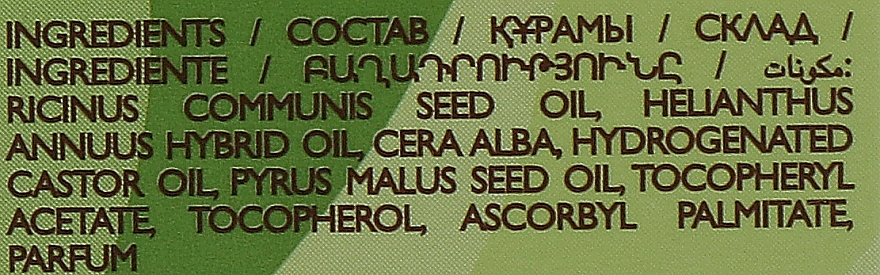 INGREDIENTS / СОСТАВ / ҚҰРАМЫ / СКЛАД /
INGREDIENTE / ԲԱՂԱԴՐՈՒԹՅՈՒՆԸ / مكونات:
RICINUS COMMUNIS SEED OIL, HELIANTHUS
ANNUUS HYBRID OIL, CERA ALBA, HYDROGENATED
CASTOR OIL, PYRUS MALUS SEED OIL, TOCOPHERYL
ACETATE, TOCOPHEROL, ASCORBYL PALMITATE,
PARFUM